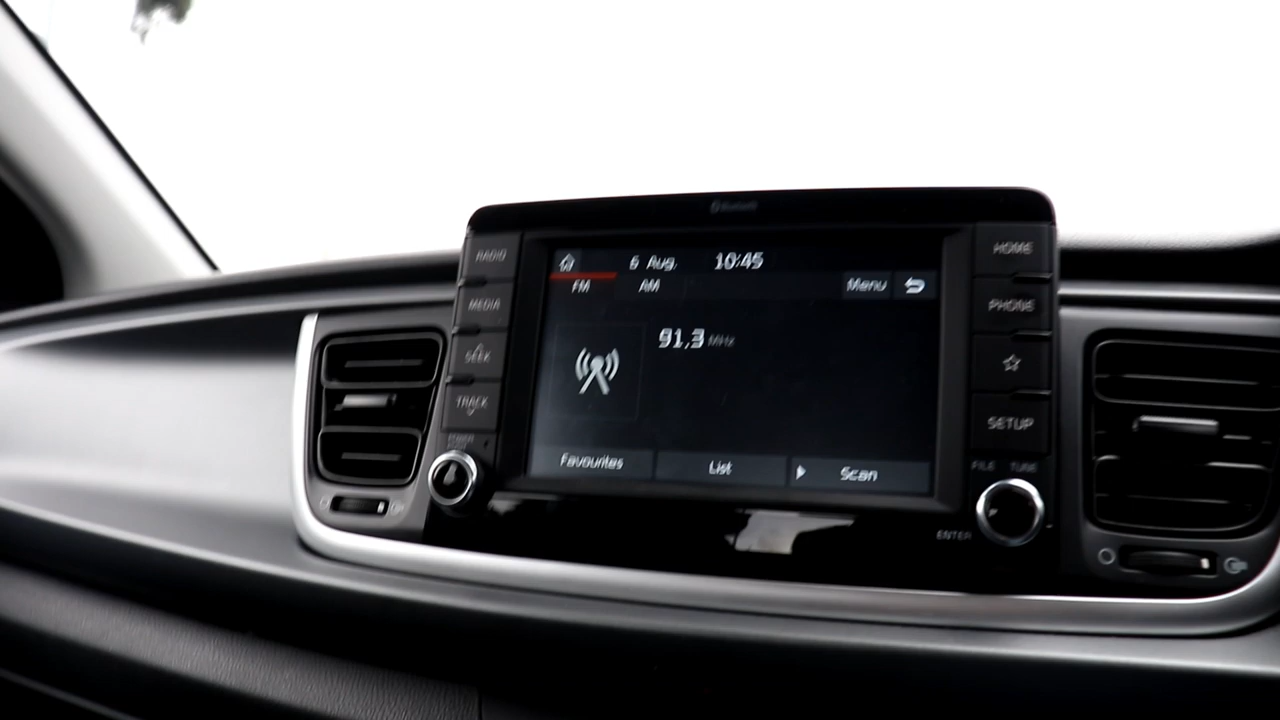 Bluetooth
RADIO
MEDIA
SEEK
TRACK
6 Aug. 10:45
FM AM Menu
91,3 MHz
Favourites List Scan
HOME
PHONE
SETUP
FILE TUNE
ENTER